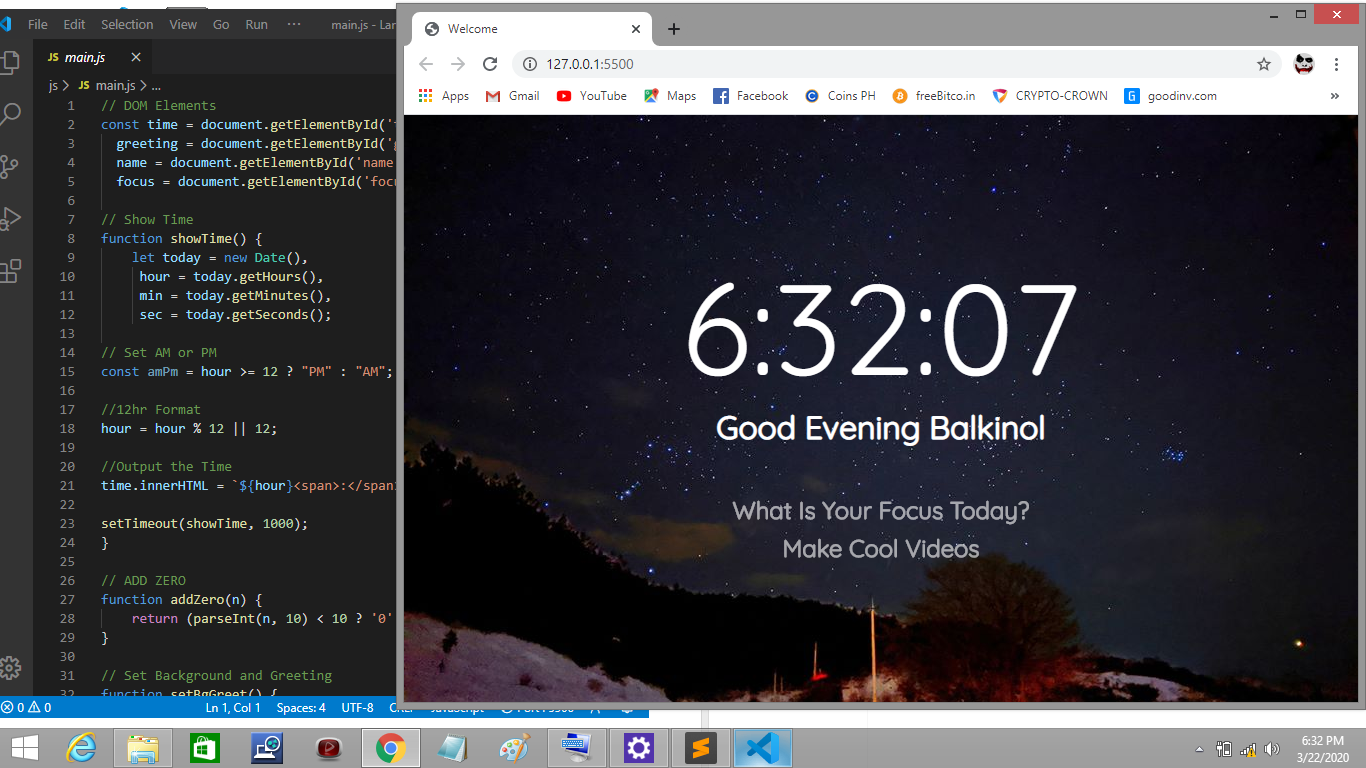 File Edit Selection View Go Run ··· main.js - Lan
JS main.js
js > JS main.js > ...
1 // DOM Elements
2 const time = document.getElementById('
3 greeting = document.getElementById('g
4 name = document.getElementById('name
5 focus = document.getElementById('focu
6
7 // Show Time
8 function showTime() {
9 let today = new Date(),
10 hour = today.getHours(),
11 min = today.getMinutes(),
12 sec = today.getSeconds();
13
14 // Set AM or PM
15 const amPm = hour >= 12 ? "PM" : "AM";
16
17 //12hr Format
18 hour = hour % 12 || 12;
19
20 //Output the Time
21 time.innerHTML = `${hour}<span>:</span
22
23 setTimeout(showTime, 1000);
24 }
25
26 // ADD ZERO
27 function addZero(n) {
28 return (parseInt(n, 10) < 10 ? '0'
29 }
30
31 // Set Background and Greeting
32 function setBgGreet() {
0 0 Ln 1, Col 1 Spaces: 4 UTF-8 CRLF JavaScript
Welcome
127.0.0.1:5500
Apps Gmail YouTube Maps Facebook Coins PH freeBitco.in CRYPTO-CROWN goodinv.com »
6:32:07
Good Evening Balkinol
What Is Your Focus Today?
Make Cool Videos
6:32 PM
3/22/2020